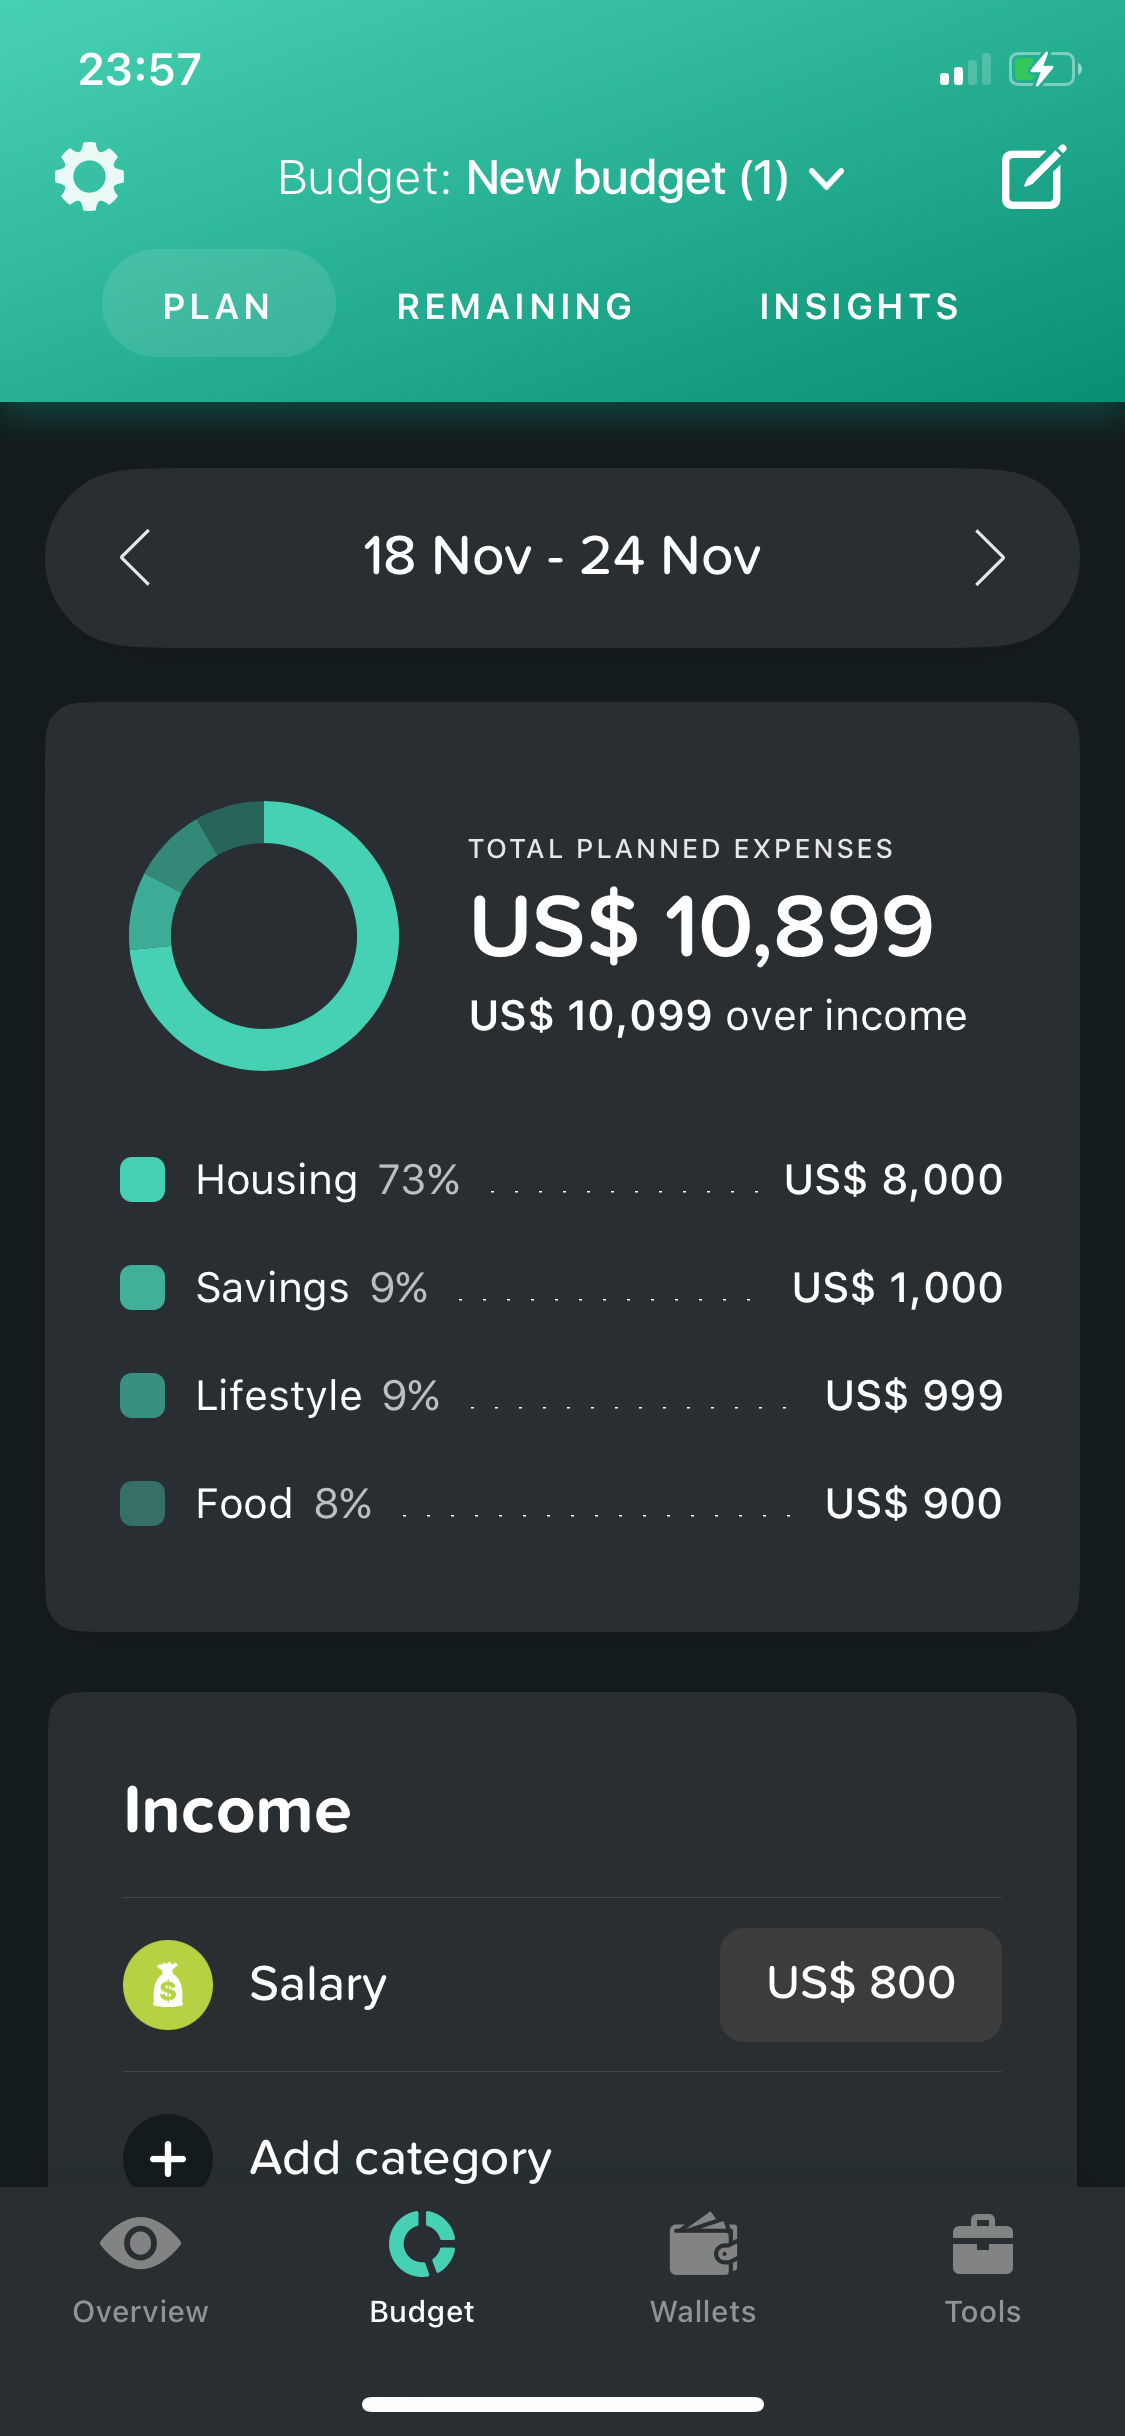 23:57
Budget: New budget (1)
PLAN REMAINING INSIGHTS
18 Nov - 24 Nov
TOTAL PLANNED EXPENSES
US$ 10,899
US$ 10,099 over income
Housing 73% . . . . . . . . . . . . US$ 8,000
Savings 9% . . . . . . . . . . . . . US$ 1,000
Lifestyle 9% . . . . . . . . . . . . . . US$ 999
Food 8% . . . . . . . . . . . . . . . . . US$ 900
Income
Salary US$ 800
Add category
Overview Budget Wallets Tools